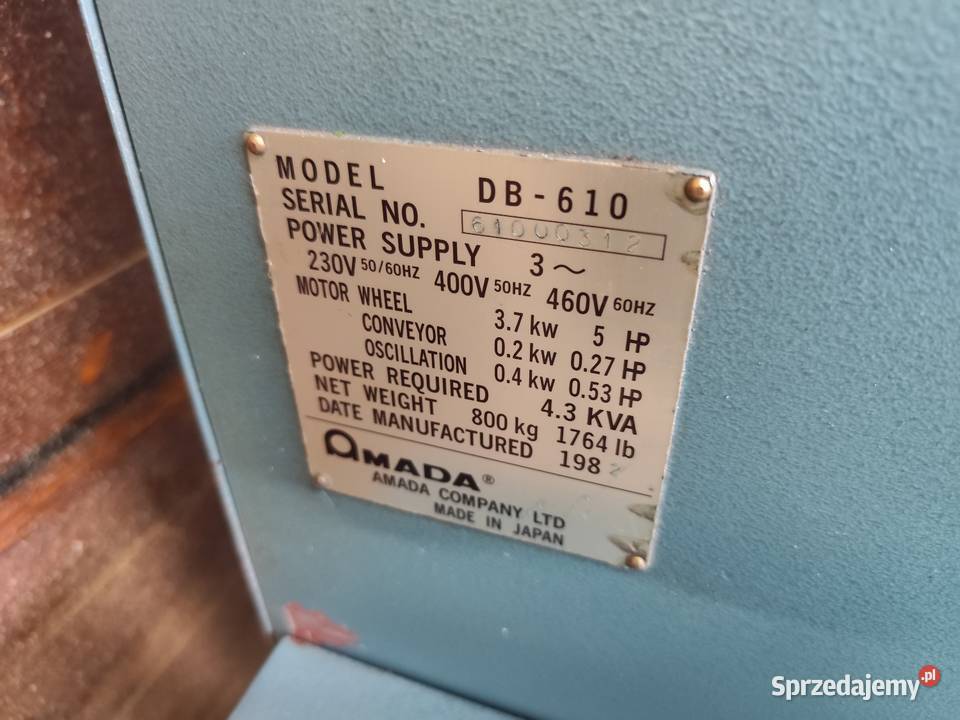 MODEL DB-610
SERIAL NO. 61000312
POWER SUPPLY 3~
230V 50/60HZ 400V 50HZ 460V 60HZ
MOTOR WHEEL 3.7 kw 5 HP
CONVEYOR 0.2 kw 0.27 HP
OSCILLATION 0.4 kw 0.53 HP
POWER REQUIRED 4.3 KVA
NET WEIGHT 800 kg 1764 lb
DATE MANUFACTURED 1982
AMADA®
AMADA COMPANY LTD
MADE IN JAPAN
Sprzedajemy.pl